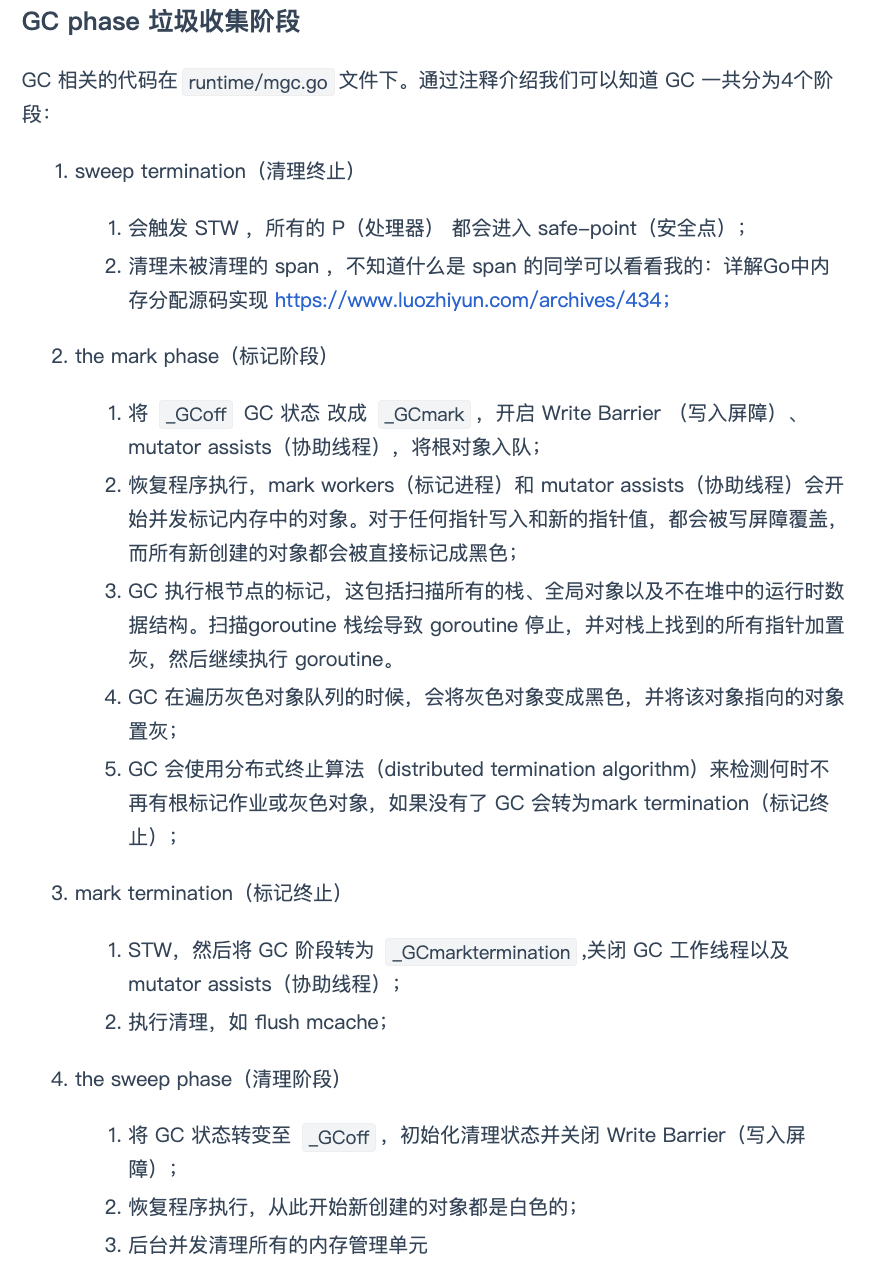 GC phase 垃圾收集阶段
GC 相关的代码在 runtime/mgc.go 文件下。通过注释介绍我们可以知道 GC 一共分为4个阶
段：
1. sweep termination（清理终止）
1. 会触发 STW ，所有的 P（处理器） 都会进入 safe-point（安全点）；
2. 清理未被清理的 span ，不知道什么是 span 的同学可以看看我的：详解Go中内
存分配源码实现 https://www.luozhiyun.com/archives/434；
2. the mark phase（标记阶段）
1. 将 _GCoff GC 状态 改成 _GCmark ，开启 Write Barrier （写入屏障）、
mutator assists（协助线程），将根对象入队；
2. 恢复程序执行，mark workers（标记进程）和 mutator assists（协助线程）会开
始并发标记内存中的对象。对于任何指针写入和新的指针值，都会被写屏障覆盖，
而所有新创建的对象都会被直接标记成黑色；
3. GC 执行根节点的标记，这包括扫描所有的栈、全局对象以及不在堆中的运行时数
据结构。扫描goroutine 栈绘导致 goroutine 停止，并对栈上找到的所有指针加置
灰，然后继续执行 goroutine。
4. GC 在遍历灰色对象队列的时候，会将灰色对象变成黑色，并将该对象指向的对象
置灰；
5. GC 会使用分布式终止算法（distributed termination algorithm）来检测何时不
再有根标记作业或灰色对象，如果没有了 GC 会转为mark termination（标记终
止）；
3. mark termination（标记终止）
1. STW，然后将 GC 阶段转为 _GCmarktermination ,关闭 GC 工作线程以及
mutator assists（协助线程）；
2. 执行清理，如 flush mcache；
4. the sweep phase（清理阶段）
1. 将 GC 状态转变至 _GCoff ，初始化清理状态并关闭 Write Barrier（写入屏
障）；
2. 恢复程序执行，从此开始新创建的对象都是白色的；
3. 后台并发清理所有的内存管理单元